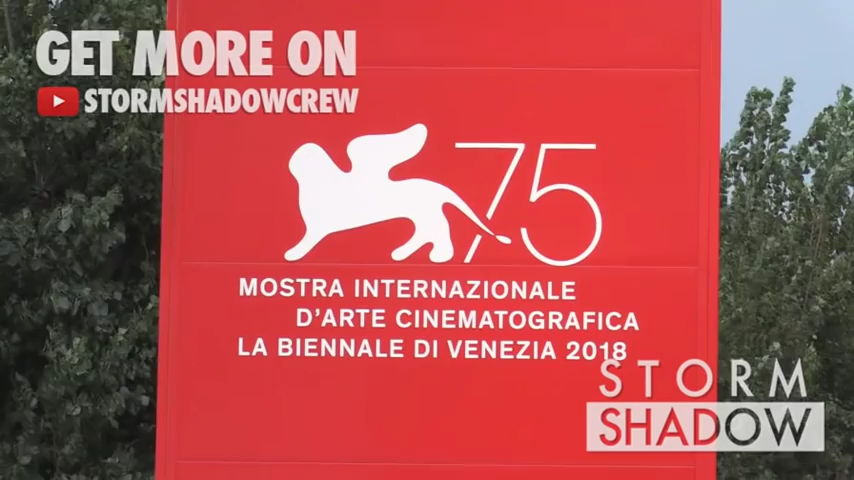 GET MORE ON
STORMSHADOWCREW
75
MOSTRA INTERNAZIONALE
D'ARTE CINEMATOGRAFICA
LA BIENNALE DI VENEZIA 2018
STORM
SHADOW